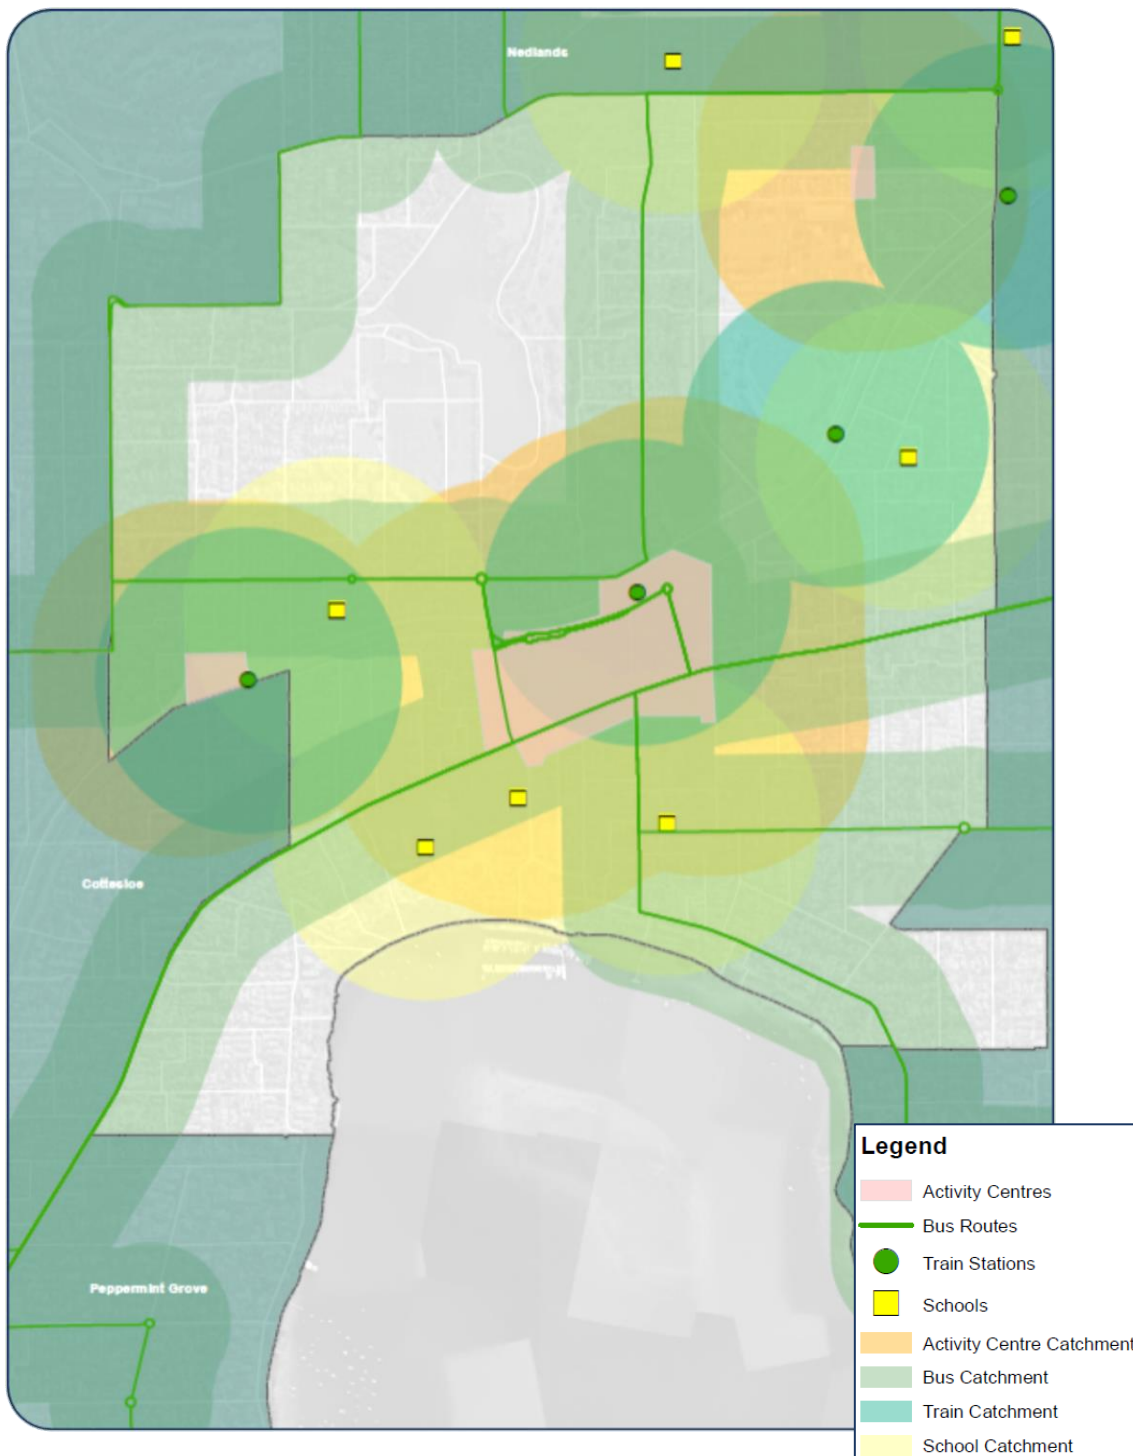 Nedlands
Cottesloe
Peppermint Grove
Legend
Activity Centres
Bus Routes
Train Stations
Schools
Activity Centre Catchment
Bus Catchment
Train Catchment
School Catchment